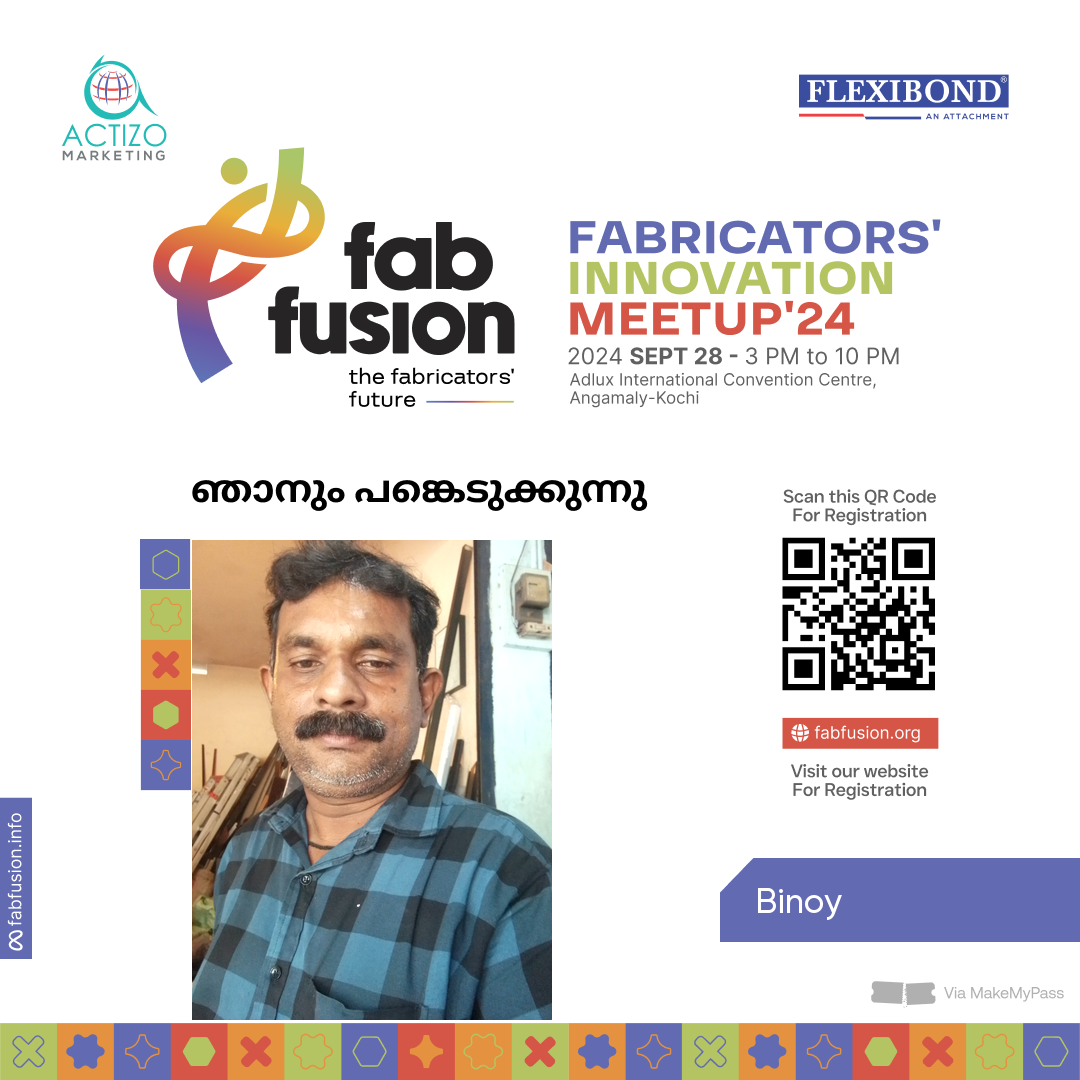 ACTIZO
MARKETING
FLEXIBOND®
AN ATTACHMENT
fab
fusion
the fabricators'
future
FABRICATORS'
INNOVATION
MEETUP'24
2024 SEPT 28 - 3 PM to 10 PM
Adlux International Convention Centre,
Angamaly-Kochi
ഞാനും പങ്കെടുക്കുന്നു
Scan this QR Code
For Registration
fabfusion.org
Visit our website
For Registration
fabfusion.info
Binoy
Via MakeMyPass